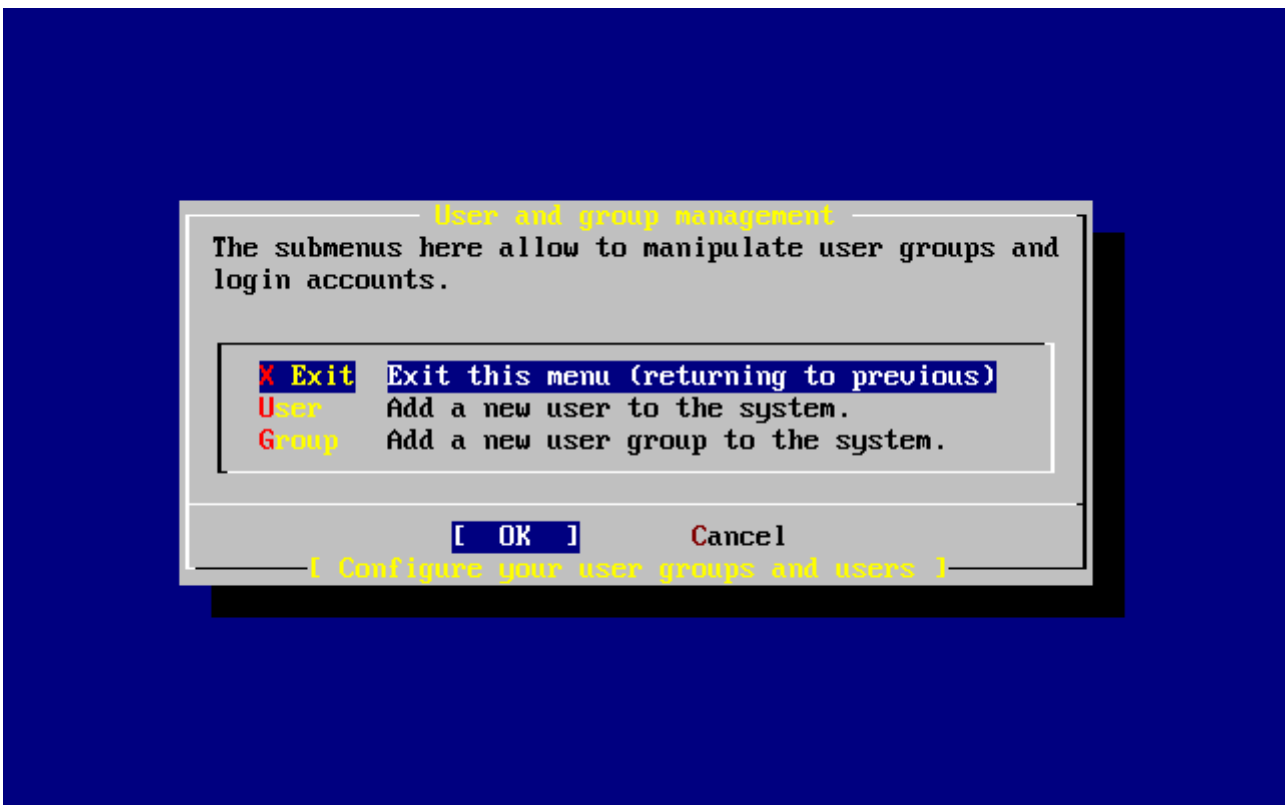 User and group management
The submenus here allow to manipulate user groups and
login accounts.
X Exit Exit this menu (returning to previous)
User Add a new user to the system.
Group Add a new user group to the system.
[ OK ] Cancel
[ Configure your user groups and users ]